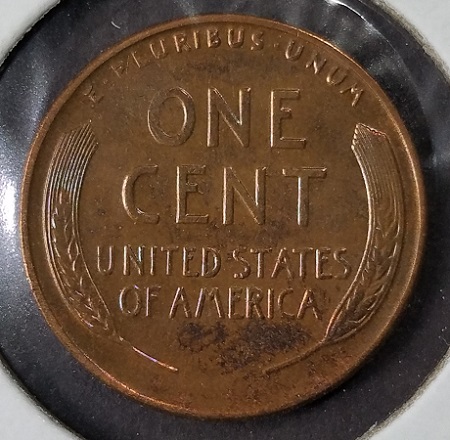 E·PLURIBUS·UNUM
ONE
CENT
UNITED·STATES
OF AMERICA